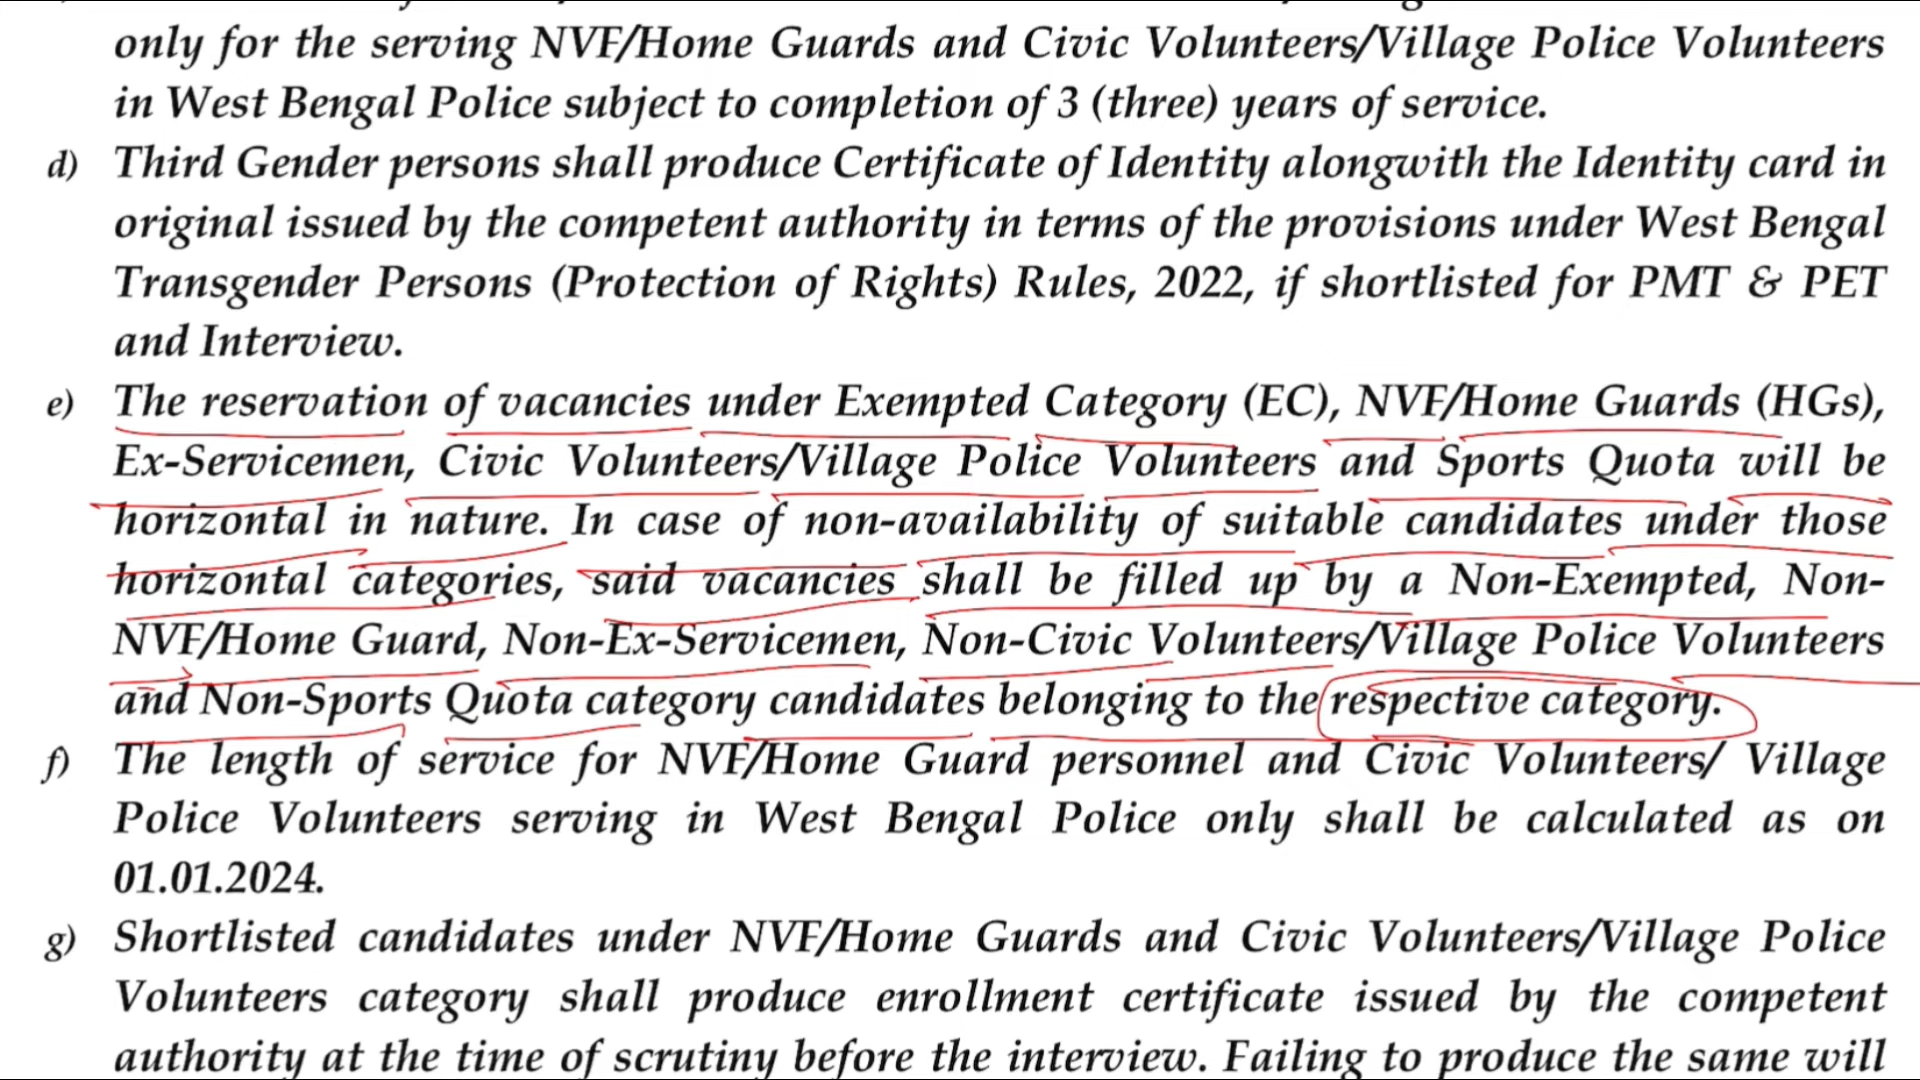 only for the serving NVF/Home Guards and Civic Volunteers/Village Police Volunteers
in West Bengal Police subject to completion of 3 (three) years of service.
d) Third Gender persons shall produce Certificate of Identity alongwith the Identity card in
original issued by the competent authority in terms of the provisions under West Bengal
Transgender Persons (Protection of Rights) Rules, 2022, if shortlisted for PMT & PET
and Interview.
e) The reservation of vacancies under Exempted Category (EC), NVF/Home Guards (HGs),
Ex-Servicemen, Civic Volunteers/Village Police Volunteers and Sports Quota will be
horizontal in nature. In case of non-availability of suitable candidates under those
horizontal categories, said vacancies shall be filled up by a Non-Exempted, Non-
NVF/Home Guard, Non-Ex-Servicemen, Non-Civic Volunteers/Village Police Volunteers
and Non-Sports Quota category candidates belonging to the respective category.
f) The length of service for NVF/Home Guard personnel and Civic Volunteers/ Village
Police Volunteers serving in West Bengal Police only shall be calculated as on
01.01.2024.
g) Shortlisted candidates under NVF/Home Guards and Civic Volunteers/Village Police
Volunteers category shall produce enrollment certificate issued by the competent
authority at the time of scrutiny before the interview. Failing to produce the same will